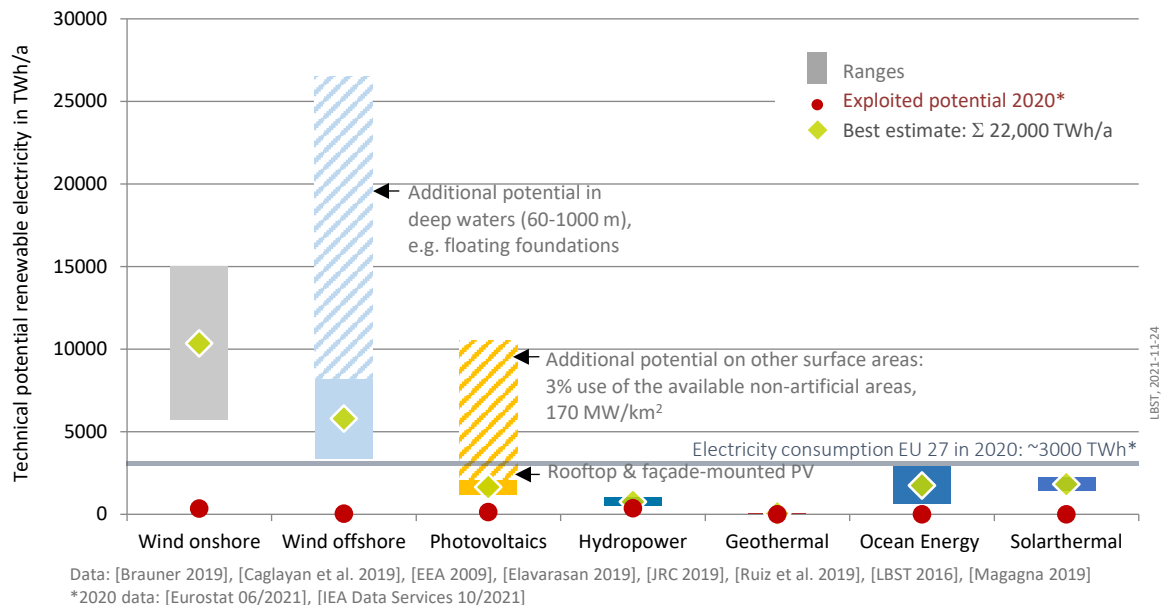 Technical potential renewable electricity in TWh/a
30000
25000
20000
15000
10000
5000
0
Ranges
Exploited potential 2020*
Best estimate: Σ 22,000 TWh/a
Additional potential in
deep waters (60-1000 m),
e.g. floating foundations
Additional potential on other surface areas:
3% use of the available non-artificial areas,
170 MW/km²
Electricity consumption EU 27 in 2020: ~3000 TWh*
Rooftop & façade-mounted PV
Wind onshore
Wind offshore
Photovoltaics
Hydropower
Geothermal
Ocean Energy
Solarthermal
LBST, 2021-11-24
Data: [Brauner 2019], [Caglayan et al. 2019], [EEA 2009], [Elavarasan 2019], [JRC 2019], [Ruiz et al. 2019], [LBST 2016], [Magagna 2019]
*2020 data: [Eurostat 06/2021], [IEA Data Services 10/2021]